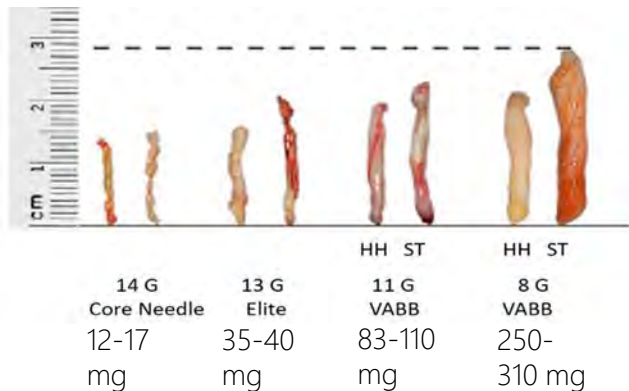 3
2
1
cm
HH ST
HH ST
14 G
Core Needle
12-17
mg
13 G
Elite
35-40
mg
11 G
VABB
83-110
mg
8 G
VABB
250-
310 mg